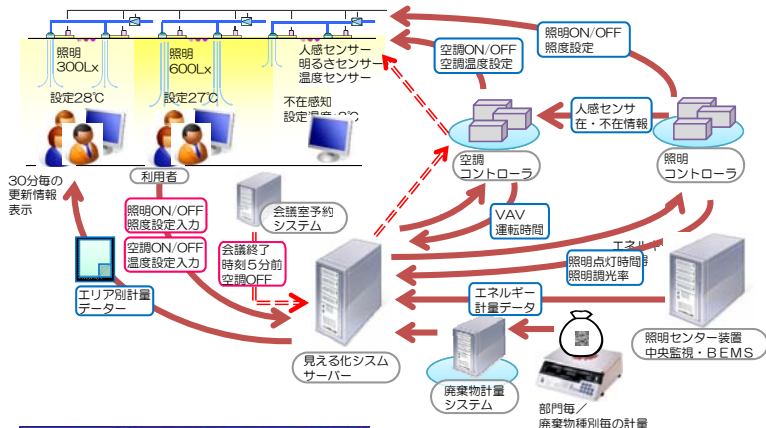 照明
300Lx
照明
600Lx
人感センサー
明るさセンサー
温度センサー
設定28℃
設定27℃
不在感知
設定温度
空調ON/OFF
空調温度設定
照明ON/OFF
照度設定
人感センサ
在・不在情報
空調
コントローラ
照明
コントローラ
30分毎の
更新情報
表示
利用者
照明ON/OFF
照度設定入力
空調ON/OFF
温度設定入力
会議室予約
システム
会議終了
時刻5分前
空調OFF
VAV
運転時間
照明点灯時間
照明調光率
エリア別計量
データー
エネルギー
計量データ
見える化シスム
サーバー
廃棄物計量
システム
照明センター装置
中央監視・BEMS
部門毎/
廃棄物種別毎の計量